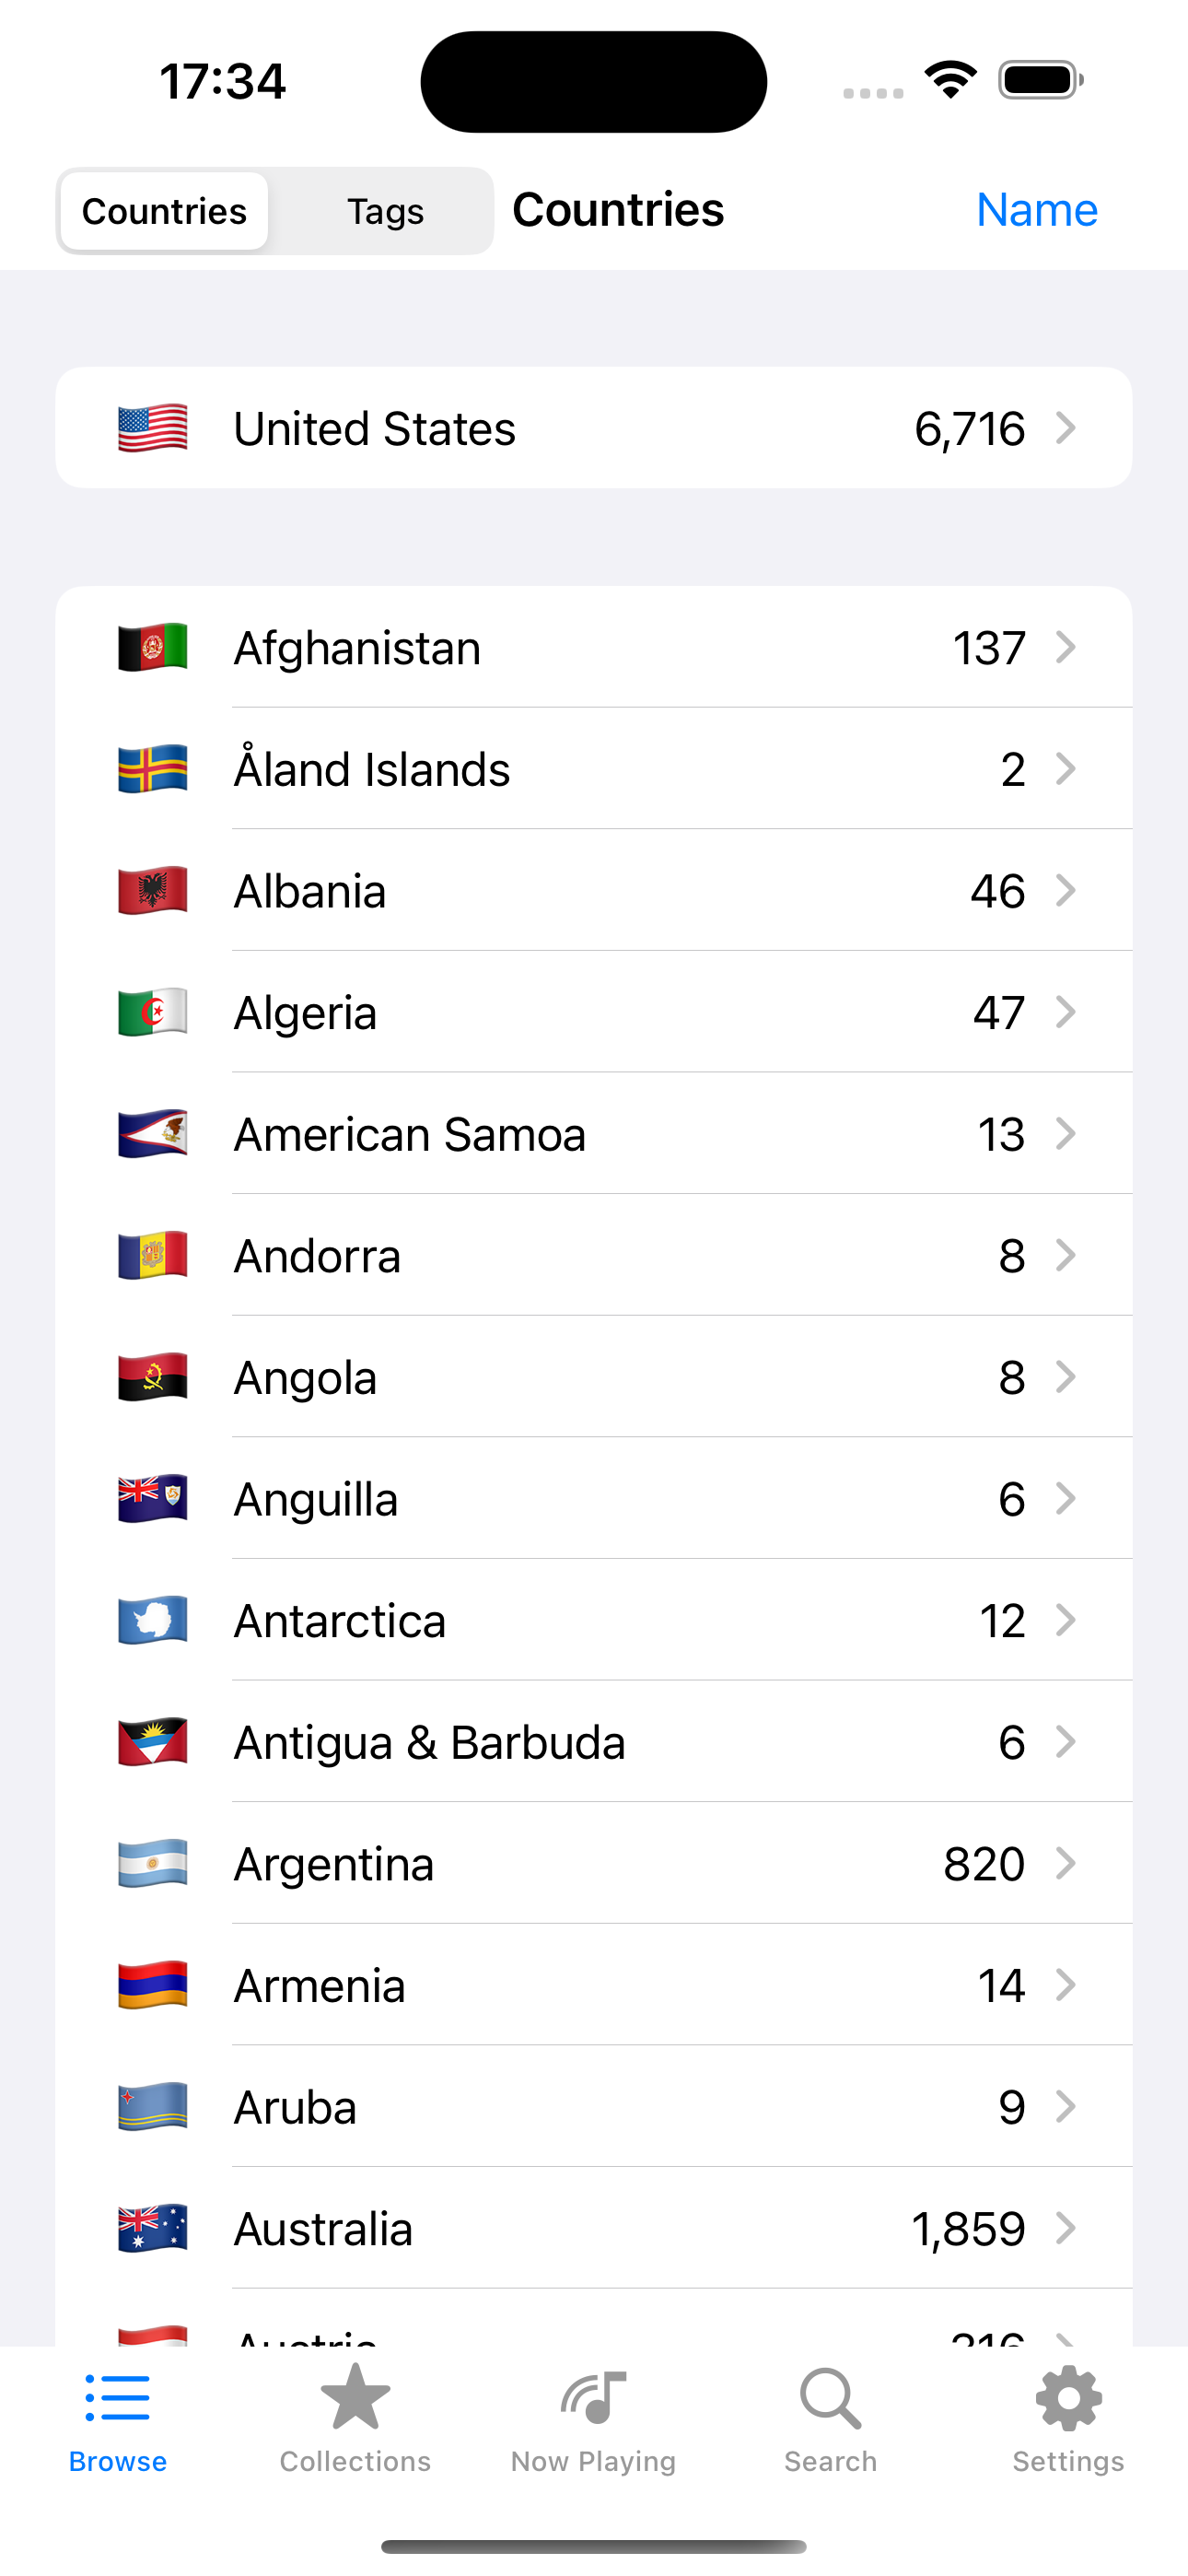 17:34
Countries Tags Countries Name
United States 6,716
Afghanistan 137
Åland Islands 2
Albania 46
Algeria 47
American Samoa 13
Andorra 8
Angola 8
Anguilla 6
Antarctica 12
Antigua & Barbuda 6
Argentina 820
Armenia 14
Aruba 9
Australia 1,859
Austria
Browse Collections Now Playing Search Settings